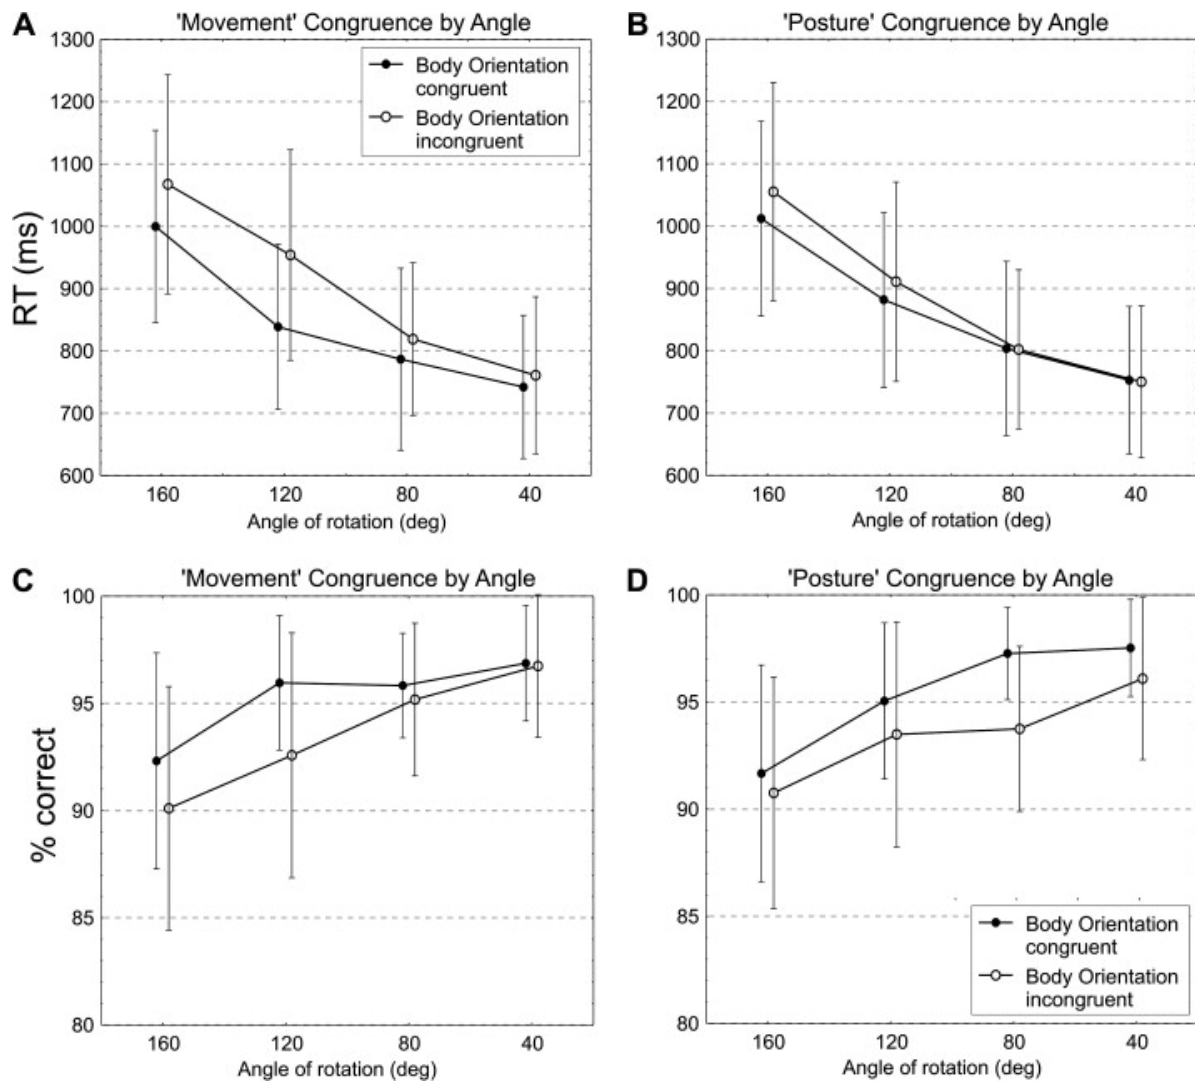 A
'Movement' Congruence by Angle
1300
1200
1100
1000
900
800
700
600
RT (ms)
Body Orientation
congruent
Body Orientation
incongruent
160 120 80 40
Angle of rotation (deg)
B
'Posture' Congruence by Angle
1300
1200
1100
1000
900
800
700
600
160 120 80 40
Angle of rotation (deg)
C
'Movement' Congruence by Angle
100
95
90
85
80
% correct
160 120 80 40
Angle of rotation (deg)
D
'Posture' Congruence by Angle
100
95
90
85
80
Body Orientation
congruent
Body Orientation
incongruent
160 120 80 40
Angle of rotation (deg)